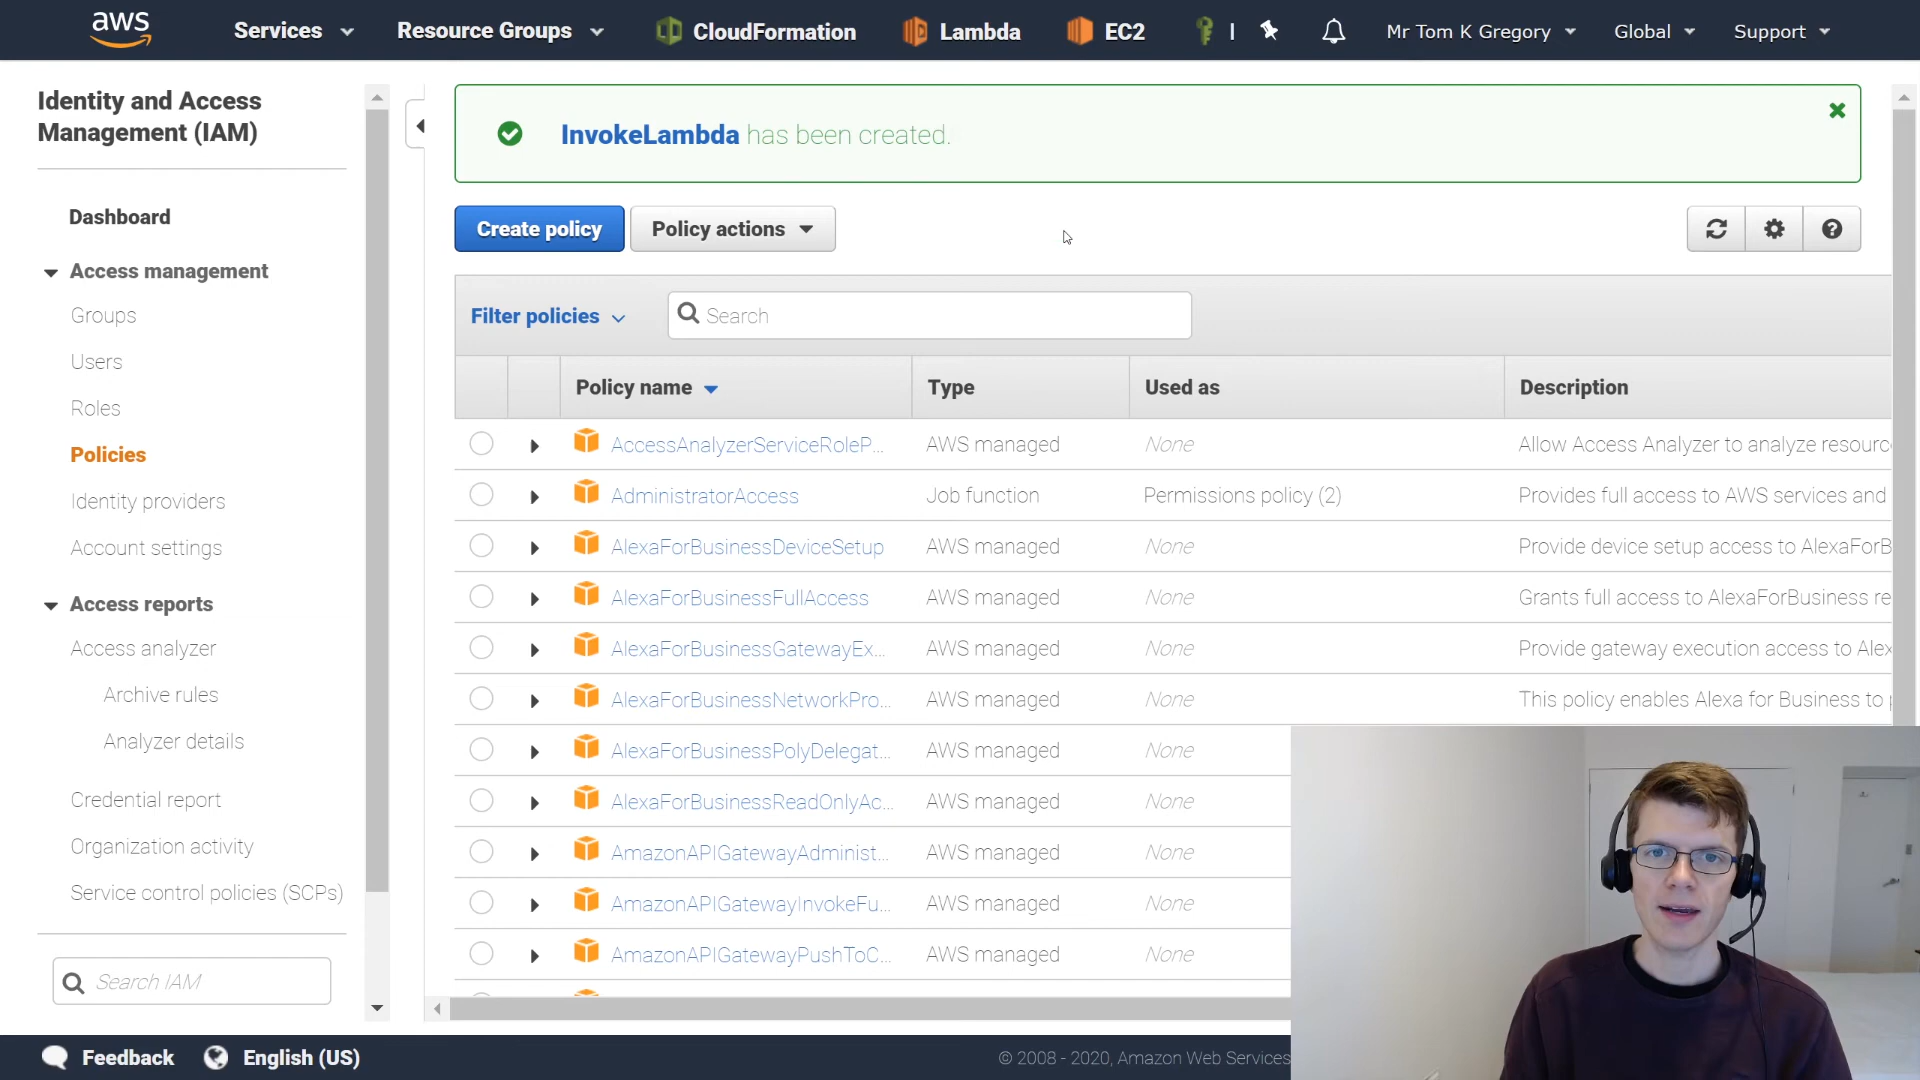 aws
Services
Resource Groups
CloudFormation
Lambda
EC2
Mr Tom K Gregory
Global
Support
Identity and Access
Management (IAM)
Dashboard
Access management
Groups
Users
Roles
Policies
Identity providers
Account settings
Access reports
Access analyzer
Archive rules
Analyzer details
Credential report
Organization activity
Service control policies (SCPs)
Search IAM
InvokeLambda has been created.
Create policy
Policy actions
Filter policies
Search
Policy name
Type
Used as
Description
AccessAnalyzerServiceRoleP... AWS managed None Allow Access Analyzer to analyze resourc
AdministratorAccess Job function Permissions policy (2) Provides full access to AWS services and
AlexaForBusinessDeviceSetup AWS managed None Provide device setup access to AlexaForB
AlexaForBusinessFullAccess AWS managed None Grants full access to AlexaForBusiness re
AlexaForBusinessGatewayEx... AWS managed None Provide gateway execution access to Alex
AlexaForBusinessNetworkPro... AWS managed None This policy enables Alexa for Business to
AlexaForBusinessPolyDelegat... AWS managed None
AlexaForBusinessReadOnlyAc... AWS managed None
AmazonAPIGatewayAdminist... AWS managed None
AmazonAPIGatewayInvokeFu... AWS managed None
AmazonAPIGatewayPushToC... AWS managed None
Feedback
English (US)
© 2008 - 2020, Amazon Web Services